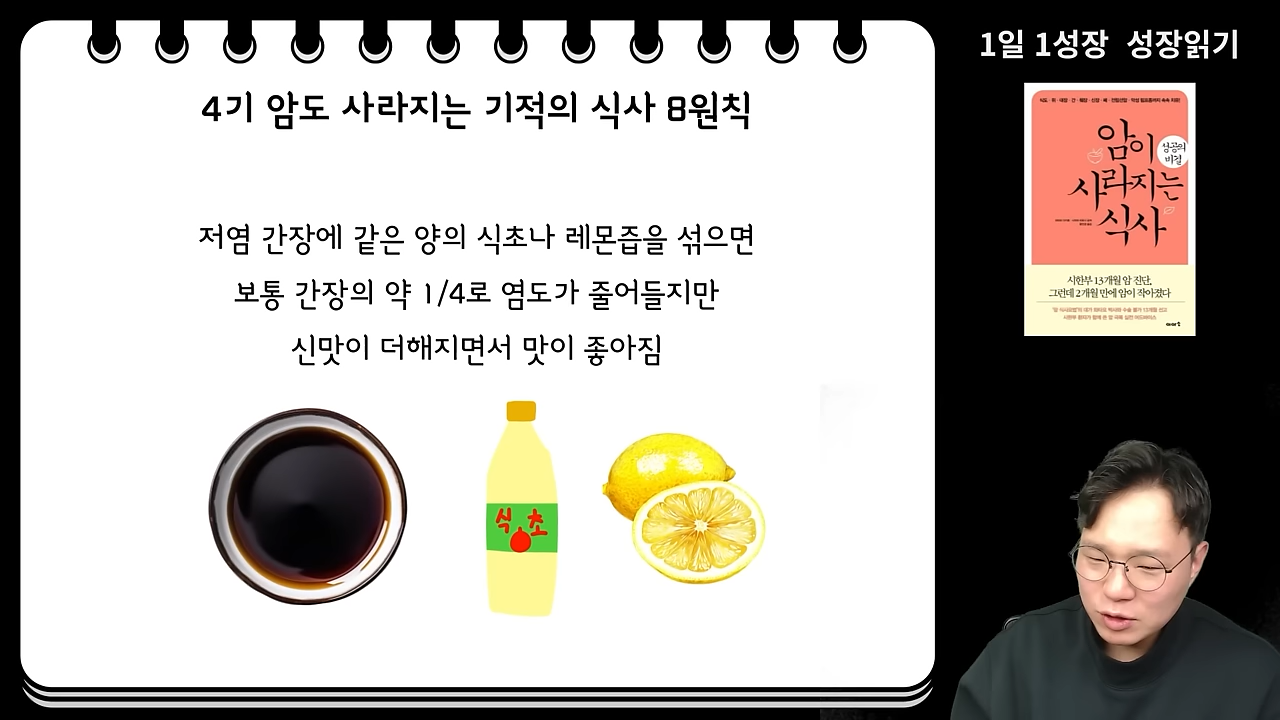 4기 암도 사라지는 기적의 식사 8원칙
저염 간장에 같은 양의 식초나 레몬즙을 섞으면
보통 간장의 약 1/4로 염도가 줄어들지만
신맛이 더해지면서 맛이 좋아짐
식초
1일 1성장 성장읽기
암이
사라지는
식사
성공의
비결
시한부 13개월 암 진단,
그런데 2개월 만에 암이 작아졌다